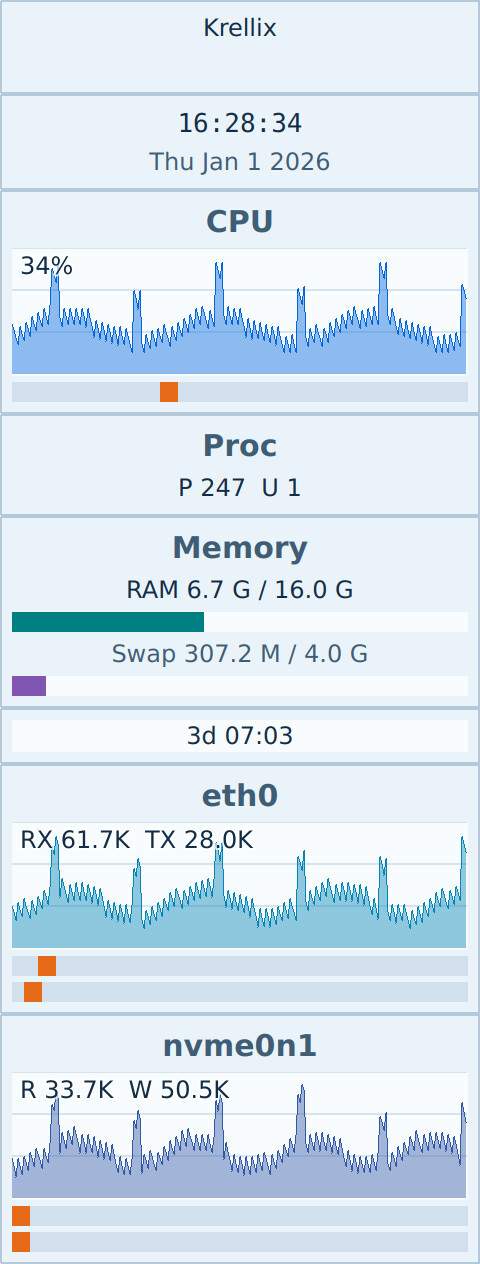 Krellix
16:28:34
Thu Jan 1 2026
CPU
34%
Proc
P 247 U 1
Memory
RAM 6.7 G / 16.0 G
Swap 307.2 M / 4.0 G
3d 07:03
eth0
RX 61.7K TX 28.0K
nvme0n1
R 33.7K W 50.5K